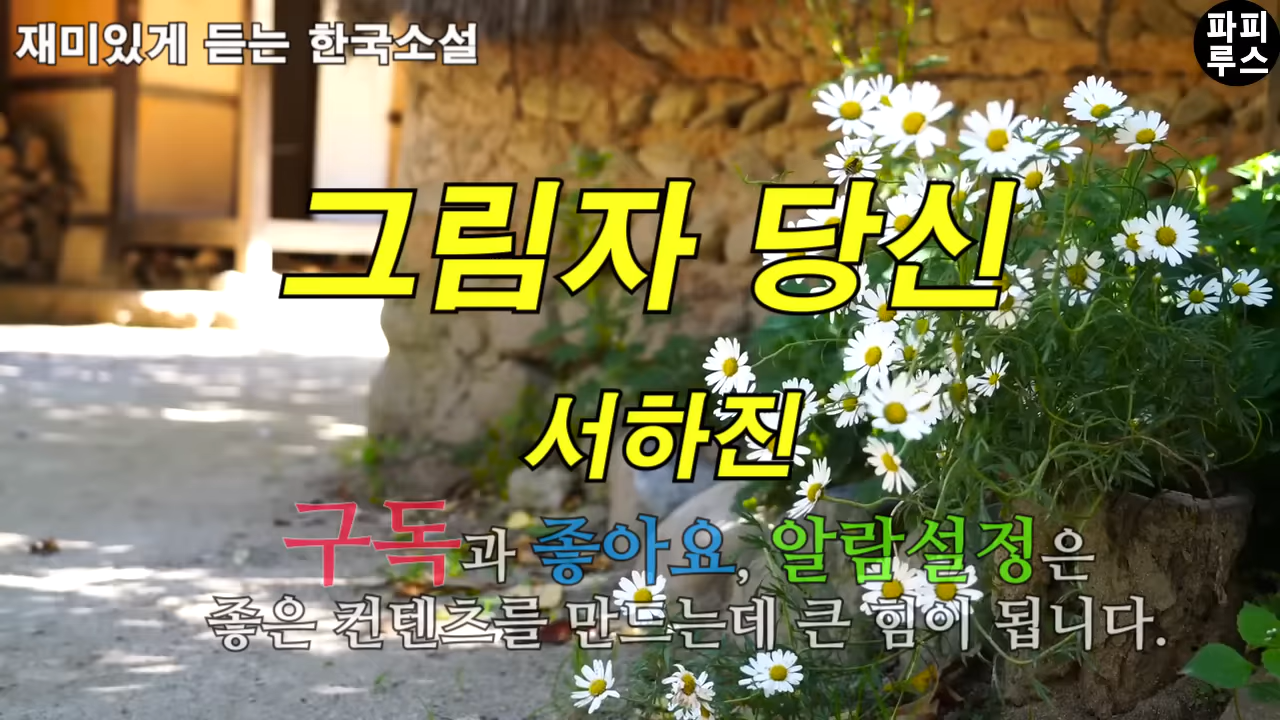 재미있게 듣는 한국소설
파피
루스
그림자 당신
서하진
구독과 좋아요, 알람설정은
좋은 컨텐츠를 만드는데 큰 힘이 됩니다.